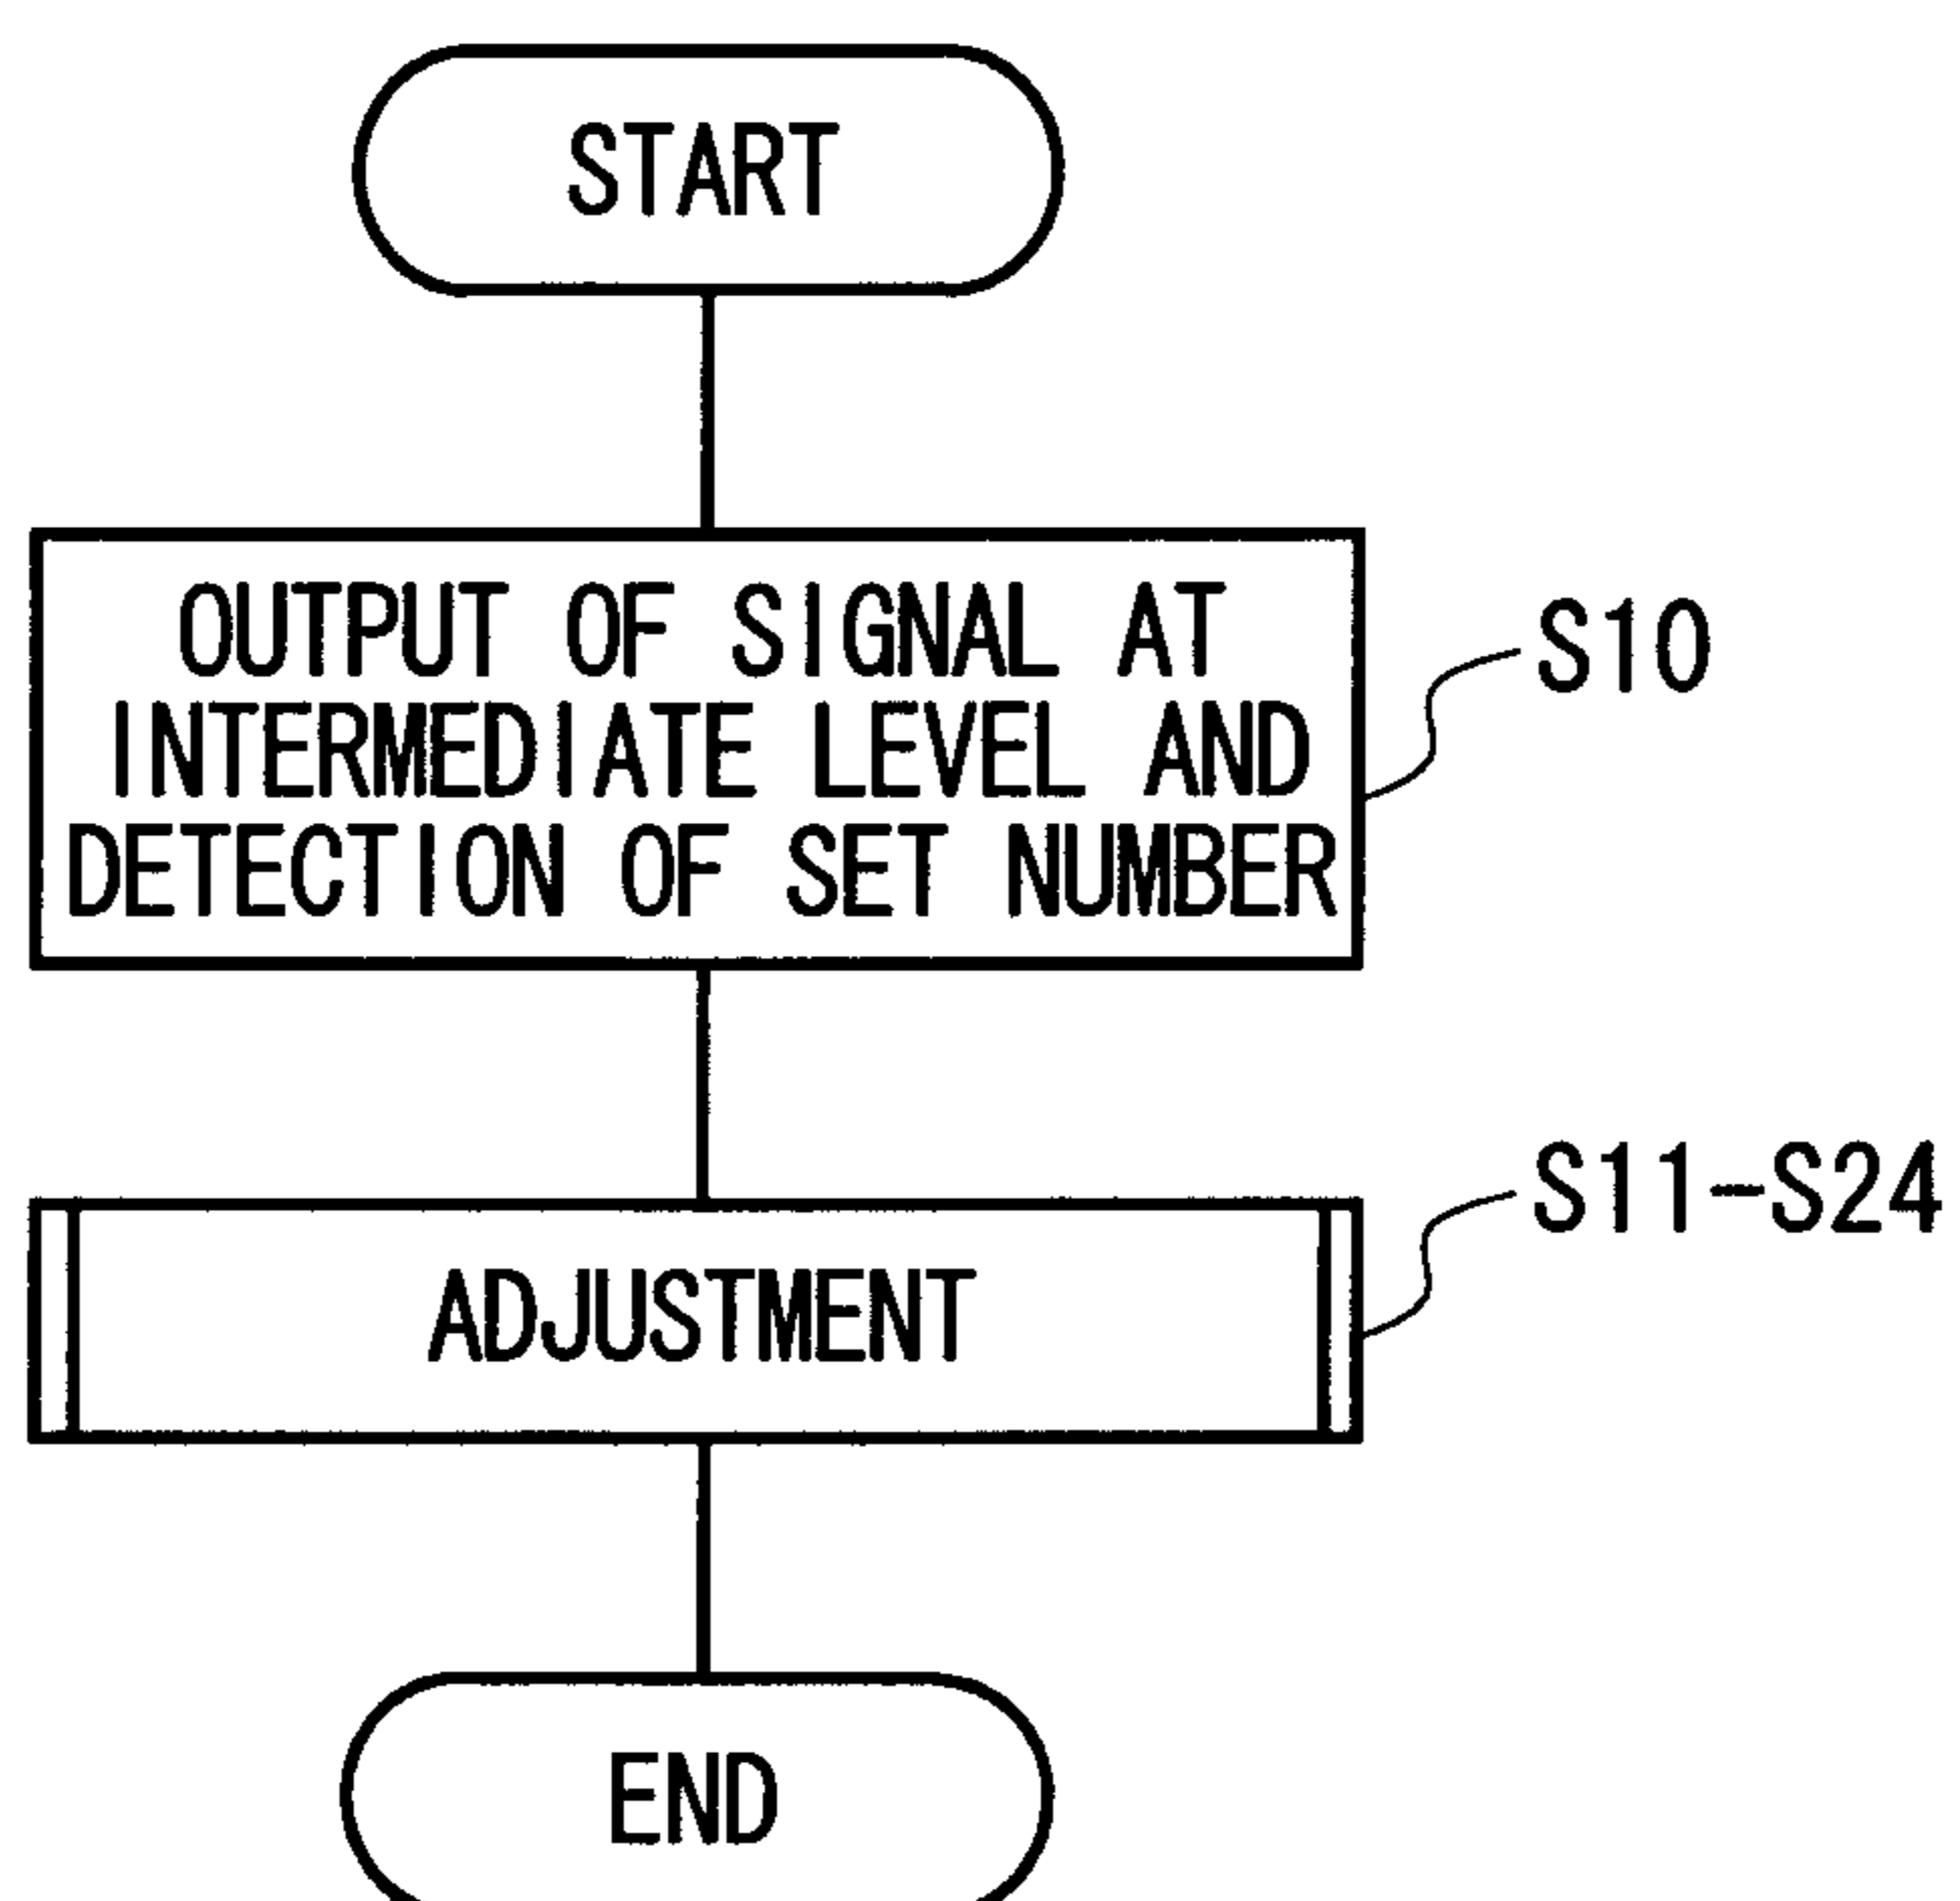 START
OUTPUT OF SIGNAL AT
INTERMEDIATE LEVEL AND
DETECTION OF SET NUMBER
S10
S11-S24
ADJUSTMENT
END